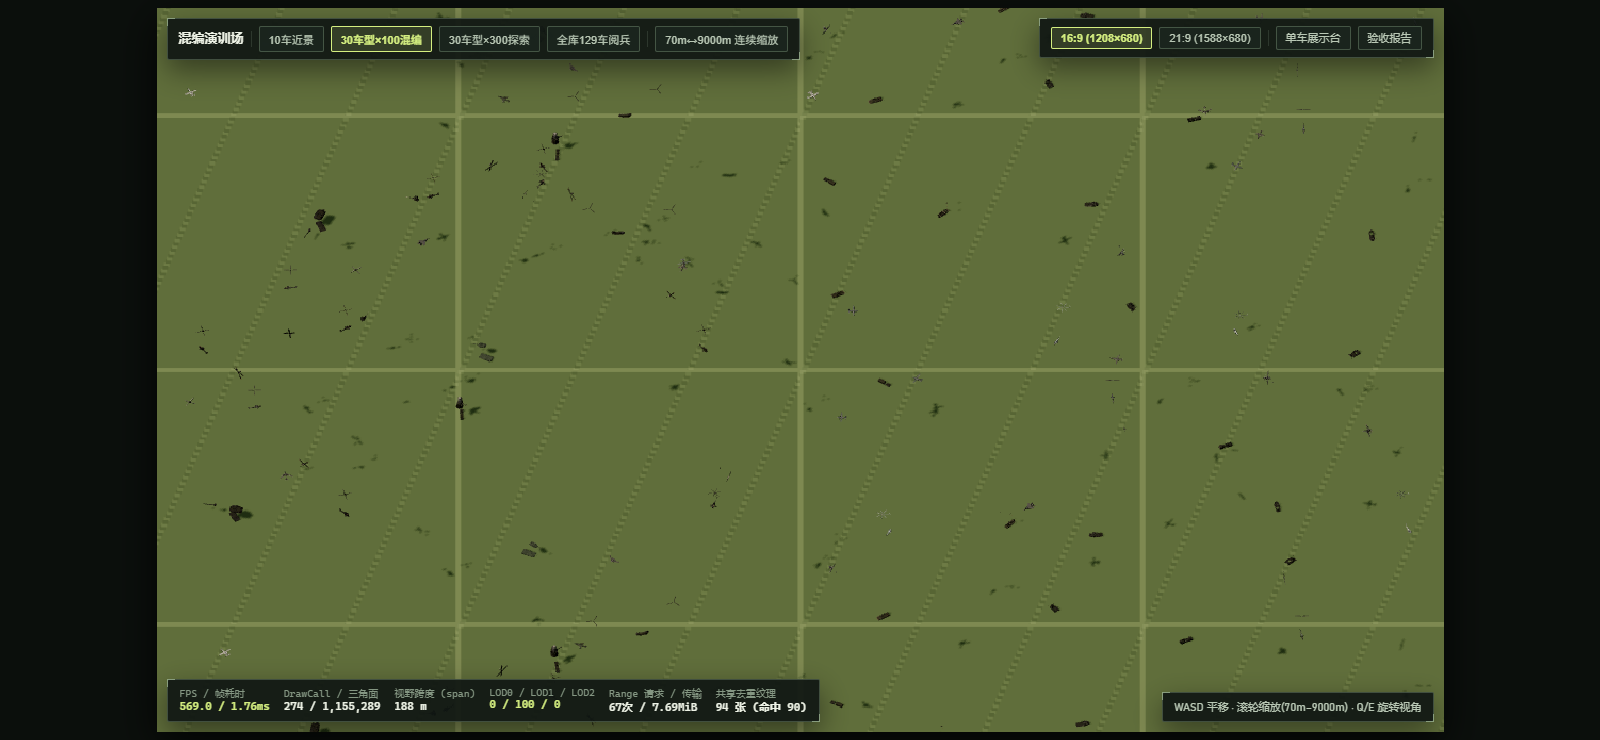 混编演训场 10车近景 30车型×100混编 30车型×300探索 全库129车阅兵 70m↔9000m 连续缩放
16:9 (1208×680) 21:9 (1588×680) 单车展示台 验收报告
FPS / 帧耗时 DrawCall / 三角面 视野跨度 (span) LOD0 / LOD1 / LOD2 Range 请求 / 传输 共享去重纹理
569.0 / 1.76ms 274 / 1,155,289 188 m 0 / 100 / 0 67次 / 7.69MiB 94 张 (命中 90)
WASD 平移 · 滚轮缩放(70m–9000m) · Q/E 旋转视角